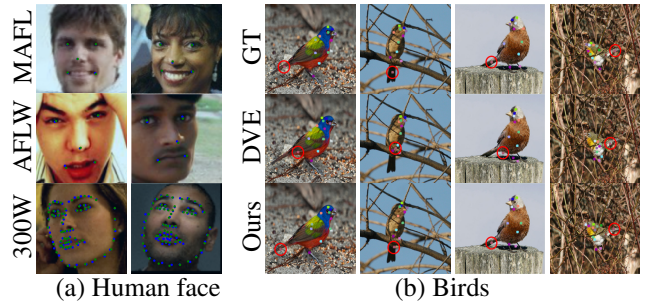 MAFL
AFLW
300W
GT
DVE
Ours
(a) Human face
(b) Birds